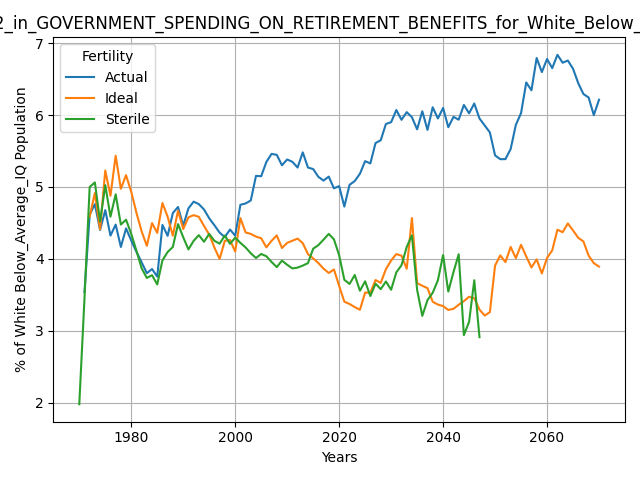 2_in_GOVERNMENT_SPENDING_ON_RETIREMENT_BENEFITS_for_White_Below_
7
6
5
4
3
2
% of White Below_Average_IQ Population
Fertility
Actual
Ideal
Sterile
1980 2000 2020 2040 2060
Years